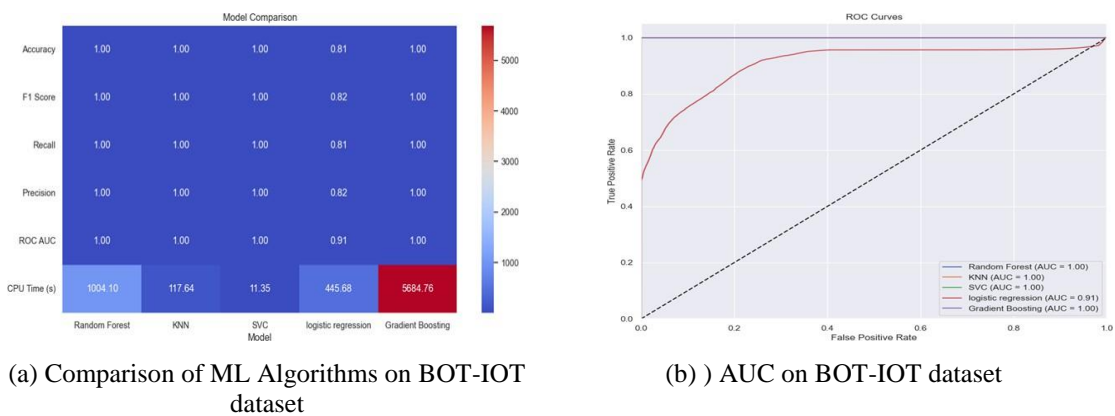 Model Comparison
Accuracy 1.00 1.00 1.00 0.81 1.00
F1 Score 1.00 1.00 1.00 0.82 1.00
Recall 1.00 1.00 1.00 0.81 1.00
Precision 1.00 1.00 1.00 0.82 1.00
ROC AUC 1.00 1.00 1.00 0.91 1.00
CPU Time (s) 1004.10 117.64 11.35 445.68 5684.76
Random Forest KNN SVC logistic regression Gradient Boosting
Model
5000
4000
3000
2000
1000
(a) Comparison of ML Algorithms on BOT-IOT
dataset
ROC Curves
True Positive Rate
1.0
0.8
0.6
0.4
0.2
0.0
0.0 0.2 0.4 0.6 0.8 1.0
False Positive Rate
Random Forest (AUC = 1.00)
KNN (AUC = 1.00)
SVC (AUC = 1.00)
logistic regression (AUC = 0.91)
Gradient Boosting (AUC = 1.00)
(b) ) AUC on BOT-IOT dataset